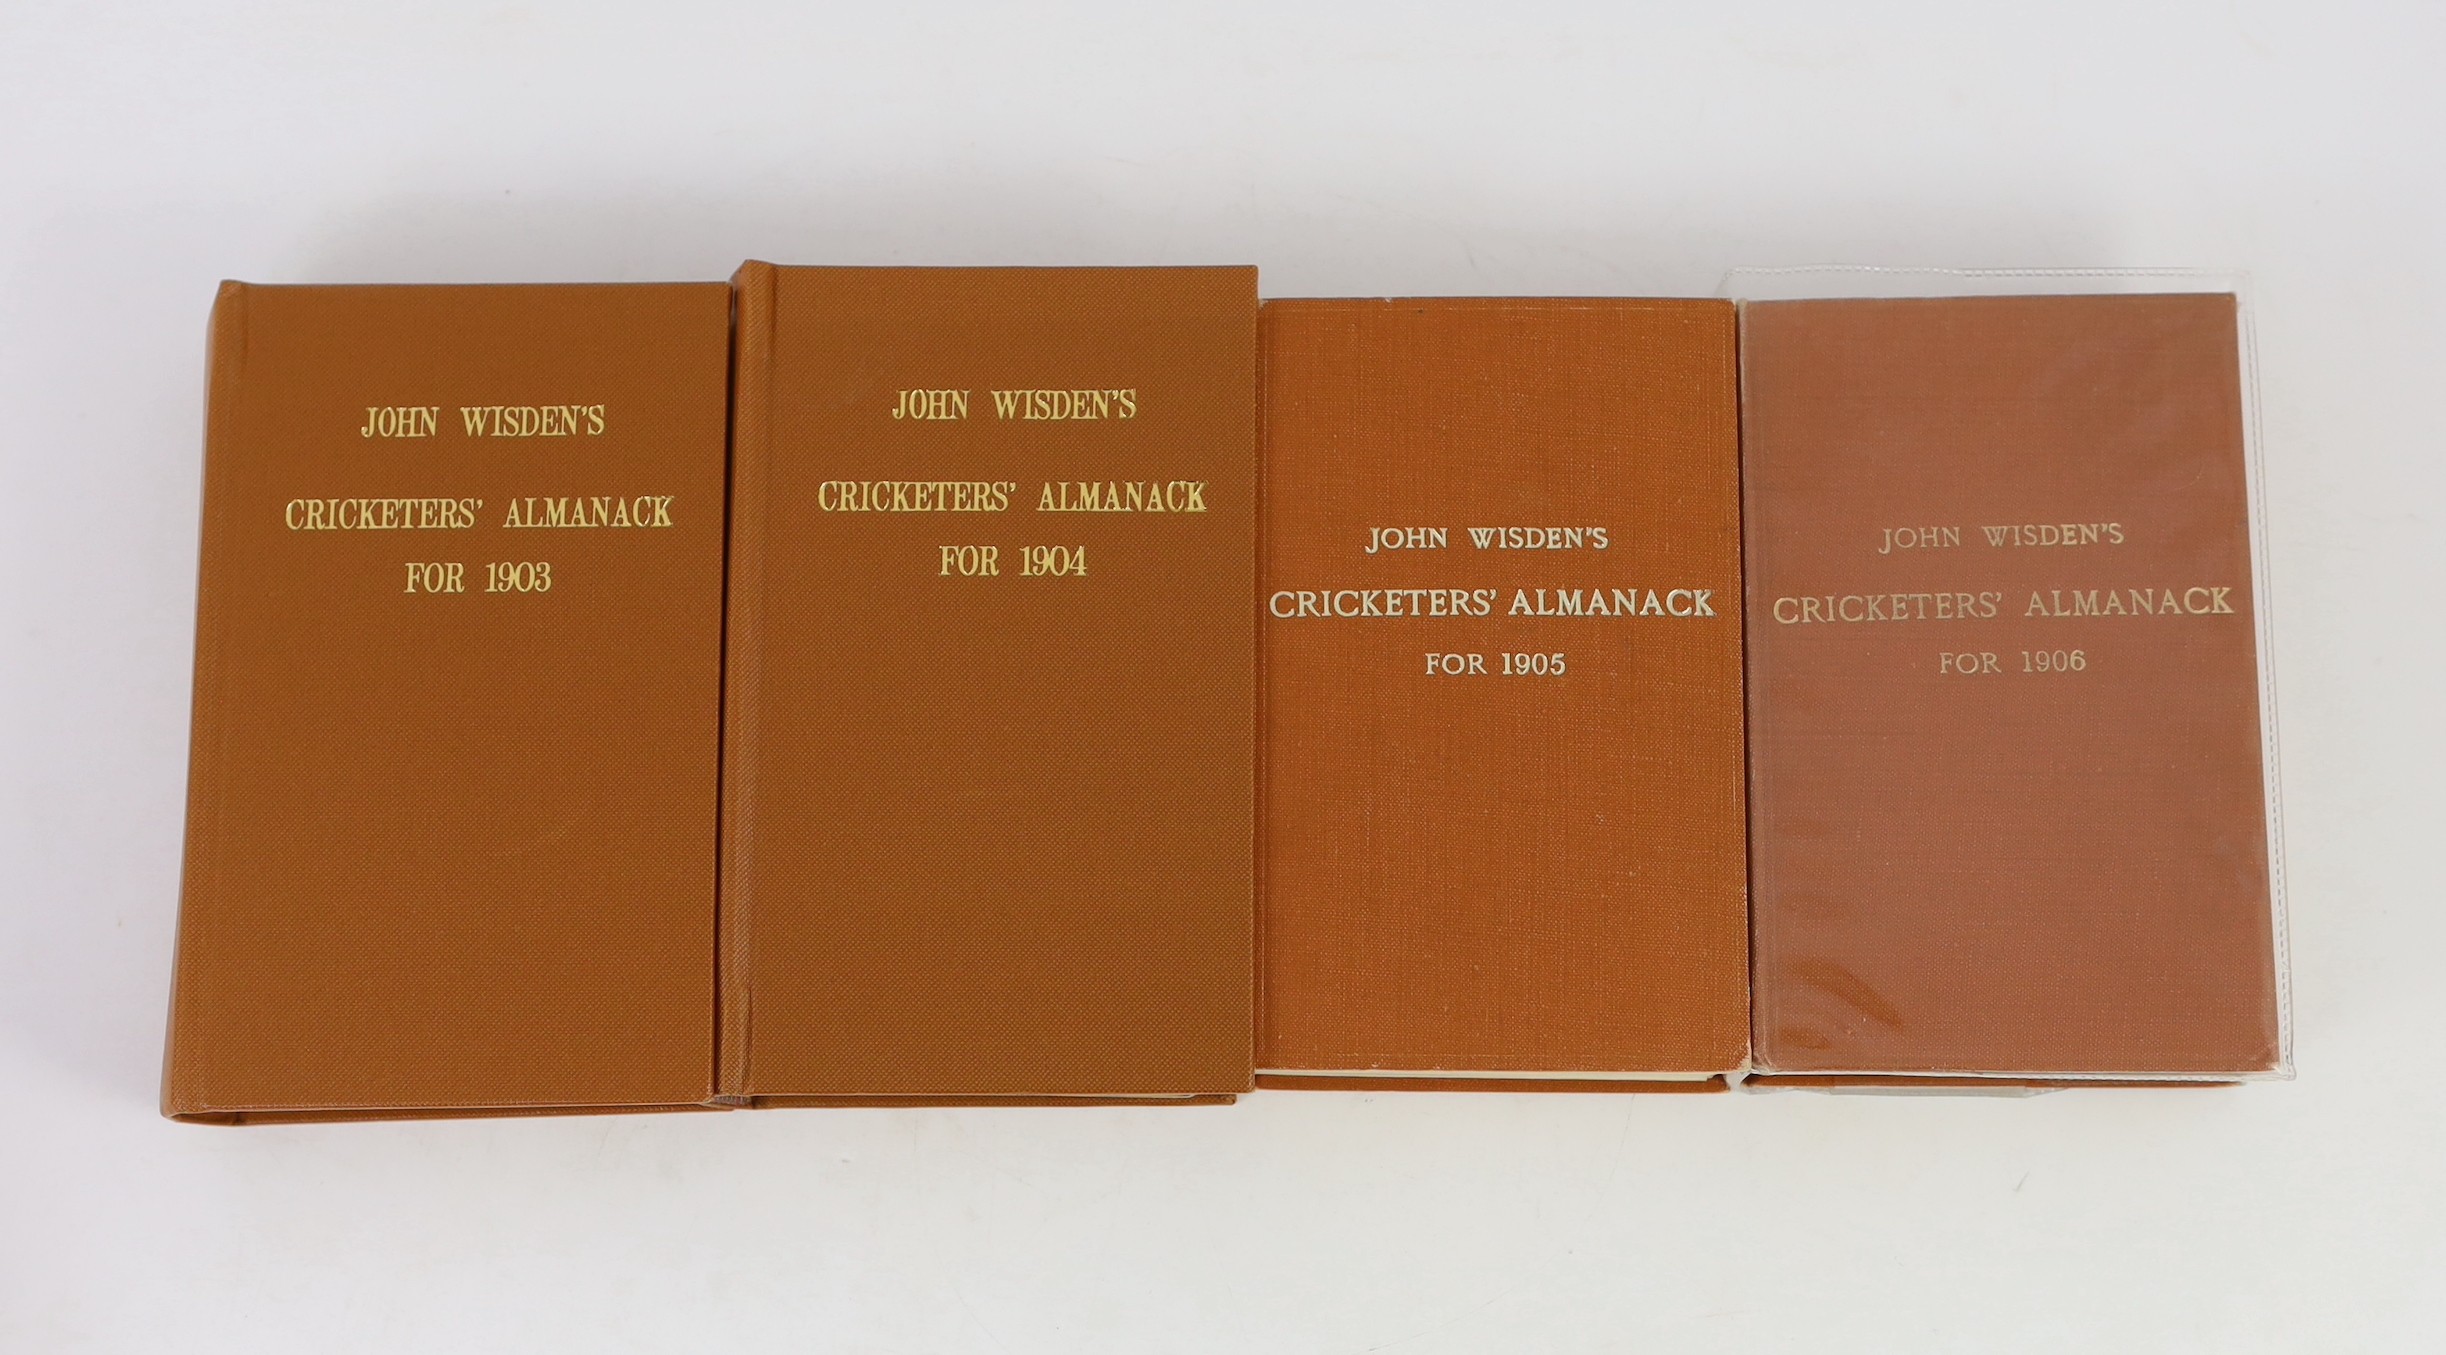 JOHN WISDEN'S
CRICKETERS' ALMANACK
FOR 1903
JOHN WISDEN'S
CRICKETERS' ALMANACK
FOR 1904
JOHN WISDEN'S
CRICKETERS' ALMANACK
FOR 1905
JOHN WISDEN'S
CRICKETERS' ALMANACK
FOR 1906